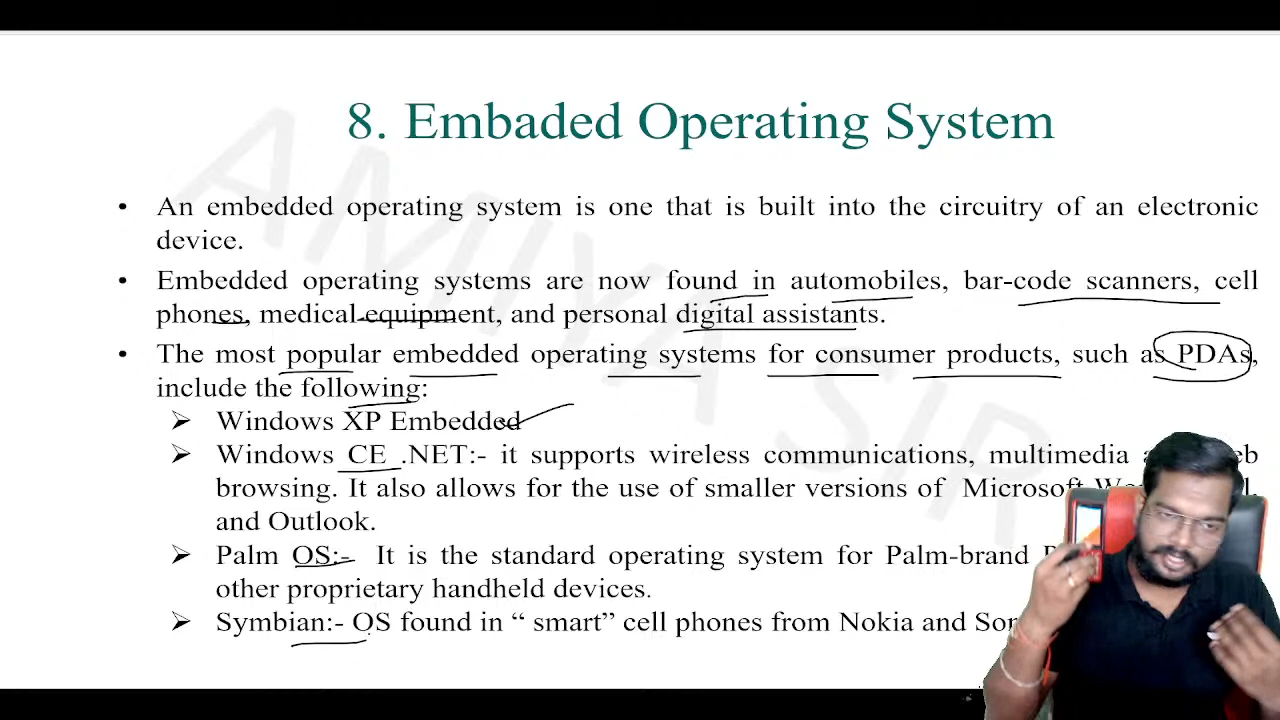 8. Embaded Operating System
• An embedded operating system is one that is built into the circuitry of an electronic
device.
• Embedded operating systems are now found in automobiles, bar-code scanners, cell
phones, medical equipment, and personal digital assistants.
• The most popular embedded operating systems for consumer products, such as PDAs,
include the following:
➢ Windows XP Embedded
➢ Windows CE .NET:- it supports wireless communications, multimedia
browsing. It also allows for the use of smaller versions of Microsoft
and Outlook.
➢ Palm OS:- It is the standard operating system for Palm-brand
other proprietary handheld devices.
➢ Symbian:- OS found in “ smart” cell phones from Nokia and
AMIYA SIR